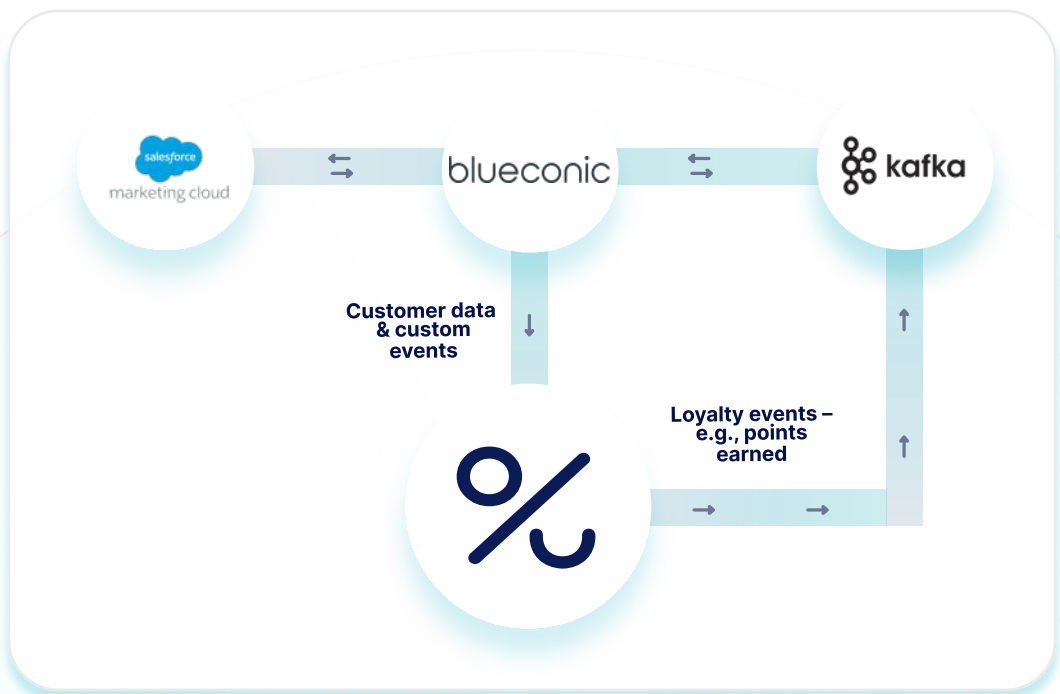 salesforce
marketing cloud
blueconic
kafka
Customer data
& custom
events
Loyalty events –
e.g., points
earned